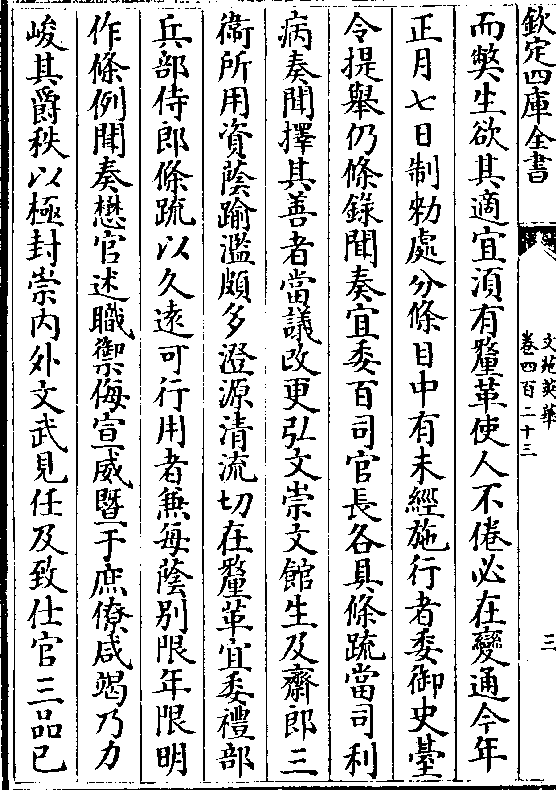 欽定四庫全書
文苑英華
卷四百二十三
三
而弊生欲其適宜須有釐革使人不倦必在變通今年
正月七日制勑處分條目中有未經施行者委御史臺
令提舉仍條錄聞奏宜委百司官長各具條疏當司利
病奏聞擇其善者當議改更弘文崇文館生及齋郎三
衞所用資蔭踰濫頗多澄源清流切在釐革宜委禮部
兵部侍郎條疏以久遠可行用者兼每蔭別限年限明
作條例聞奏懋官述職禦侮宣威暨于庶僚咸竭乃力
峻其爵秩以極封崇内外文武見任及致仕官三品已